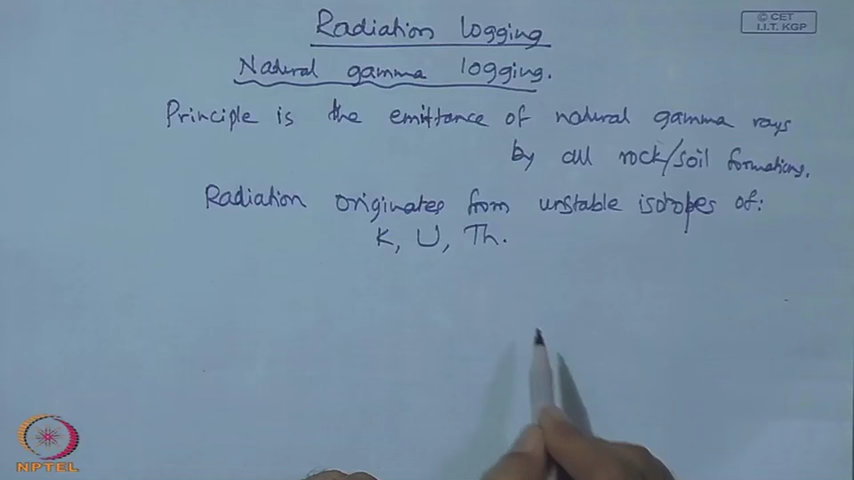 Radiation logging
© CET
I.I.T. KGP
Natural gamma logging.
Principle is the emittance of natural gamma rays
by all rock/soil formations.
Radiation originates from unstable isotopes of:
K, U, Th.
NPTEL